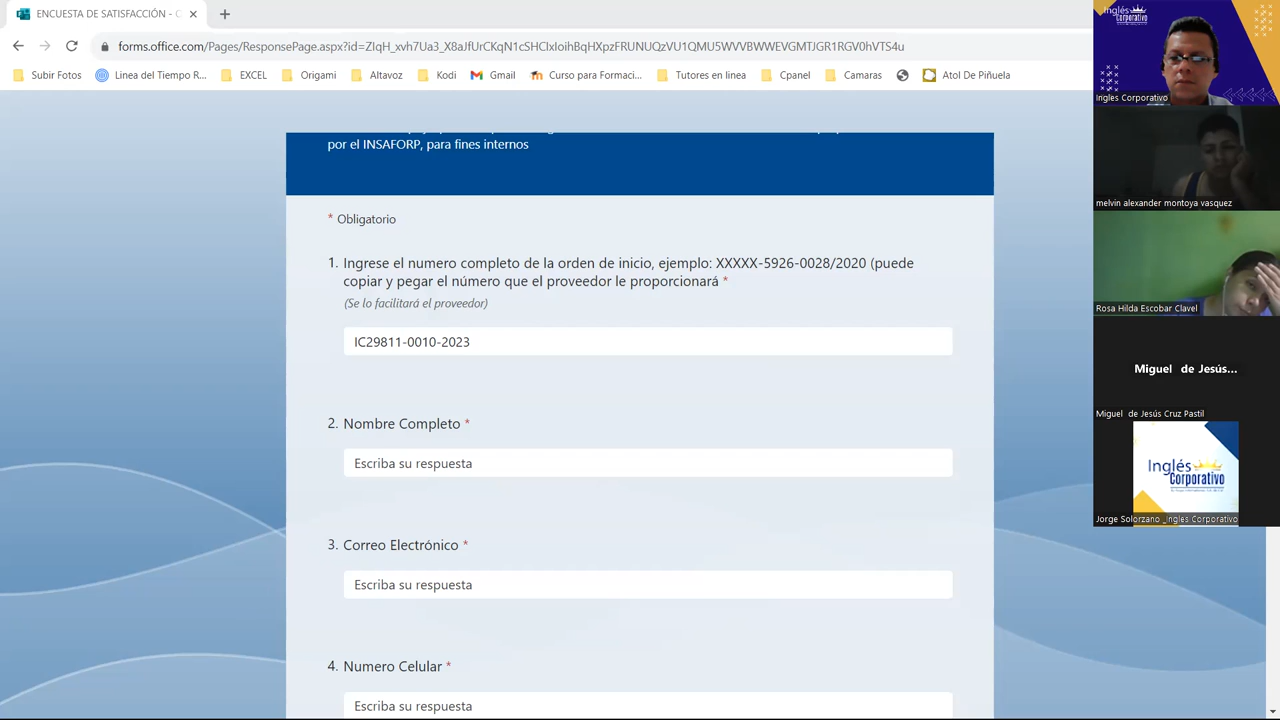 ENCUESTA DE SATISFACCIÓN - C
forms.office.com/Pages/ResponsePage.aspx?id=ZIqH_xvh7Ua3_X8aJfUrCKqN1cSHClxIoihBqHXpzFRUNUQzVU1QMU5WVVBWWEVGMTJGR1RGV0hVTS4u
Subir Fotos
Linea del Tiempo R...
EXCEL
Origami
Altavoz
Kodi
Gmail
Curso para Formaci...
Tutores en linea
Cpanel
Camaras
Atol De Piñuela
por el INSAFORP, para fines internos
* Obligatorio
1. Ingrese el numero completo de la orden de inicio, ejemplo: XXXXX-5926-0028/2020 (puede
copiar y pegar el número que el proveedor le proporcionará *
(Se lo facilitará el proveedor)
IC29811-0010-2023
2. Nombre Completo *
Escriba su respuesta
3. Correo Electrónico *
Escriba su respuesta
4. Numero Celular *
Escriba su respuesta
Inglés
Corporativo
Ingles Corporativo
melvin alexander montoya vasquez
Rosa Hilda Escobar Clavel
Miguel de Jesús...
Miguel de Jesús Cruz Pastil
Inglés
Corporativo
Jorge Solorzano _Ingles Corporativo